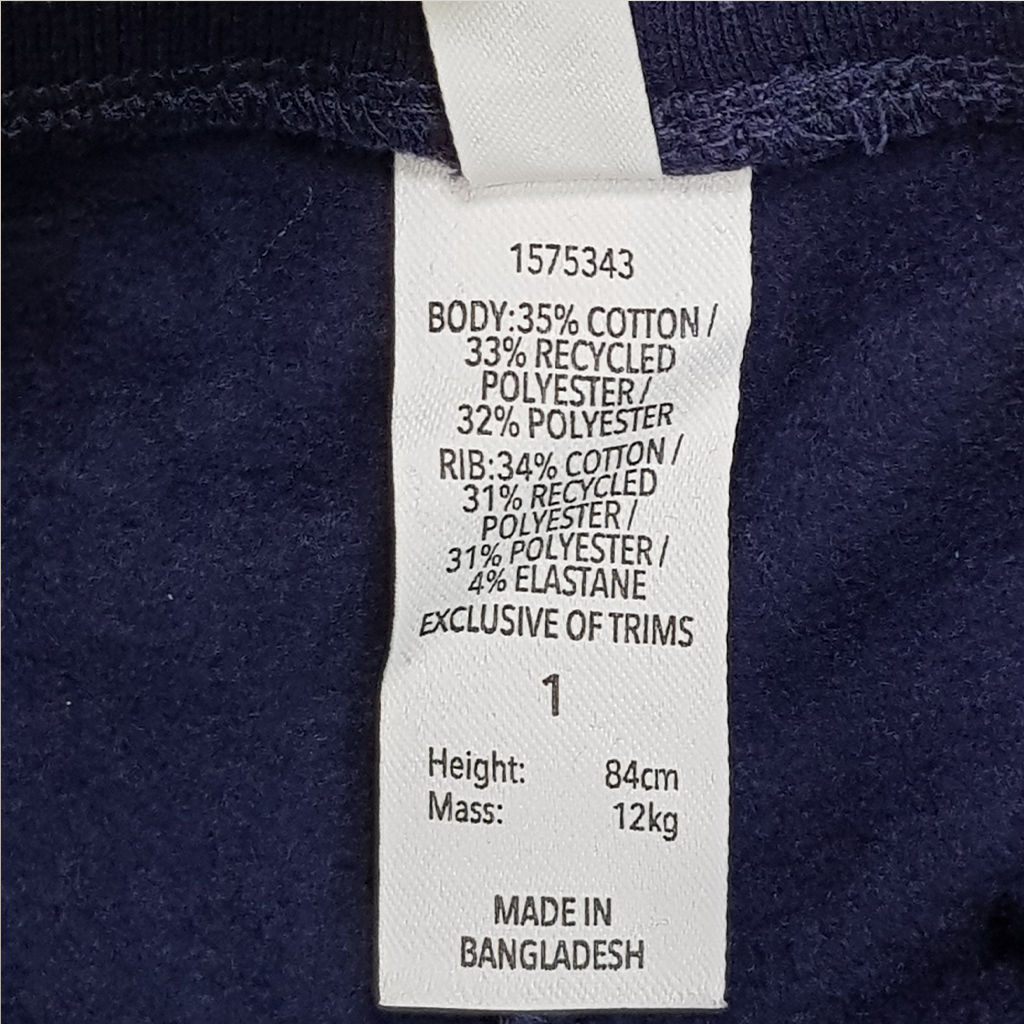 1575343
BODY:35% COTTON /
33% RECYCLED
POLYESTER /
32% POLYESTER
RIB:34% COTTON /
31% RECYCLED
POLYESTER /
31% POLYESTER /
4% ELASTANE
EXCLUSIVE OF TRIMS
1
Height: 84cm
Mass: 12kg
MADE IN
BANGLADESH